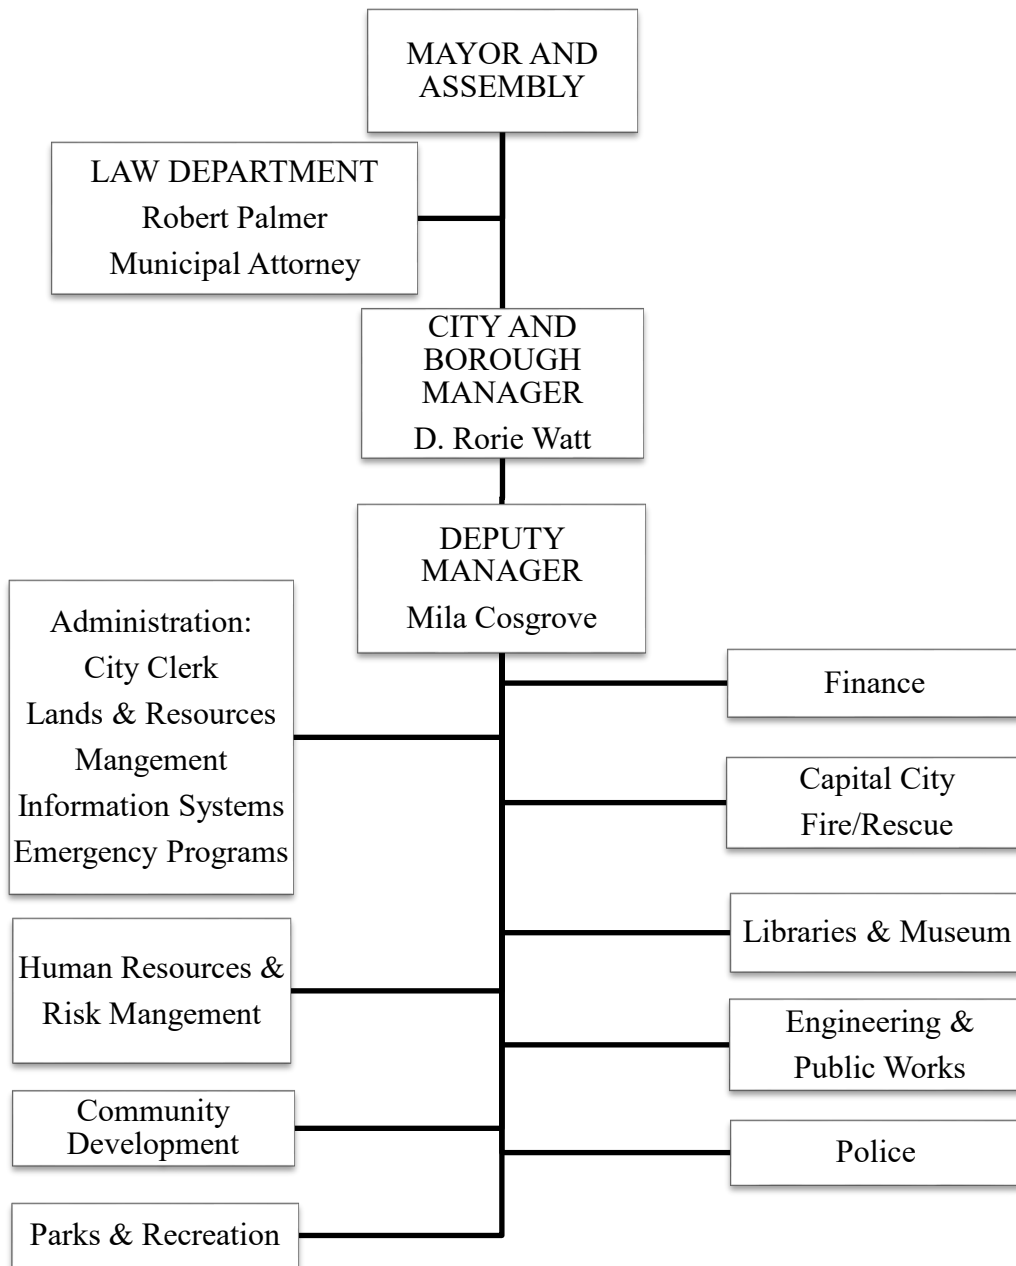 MAYOR AND
ASSEMBLY
LAW DEPARTMENT
Robert Palmer
Municipal Attorney
CITY AND
BOROUGH
MANAGER
D. Rorie Watt
DEPUTY
MANAGER
Mila Cosgrove
Administration:
City Clerk
Lands & Resources
Mangement
Information Systems
Emergency Programs
Human Resources &
Risk Mangement
Community
Development
Parks & Recreation
Finance
Capital City
Fire/Rescue
Libraries & Museum
Engineering &
Public Works
Police